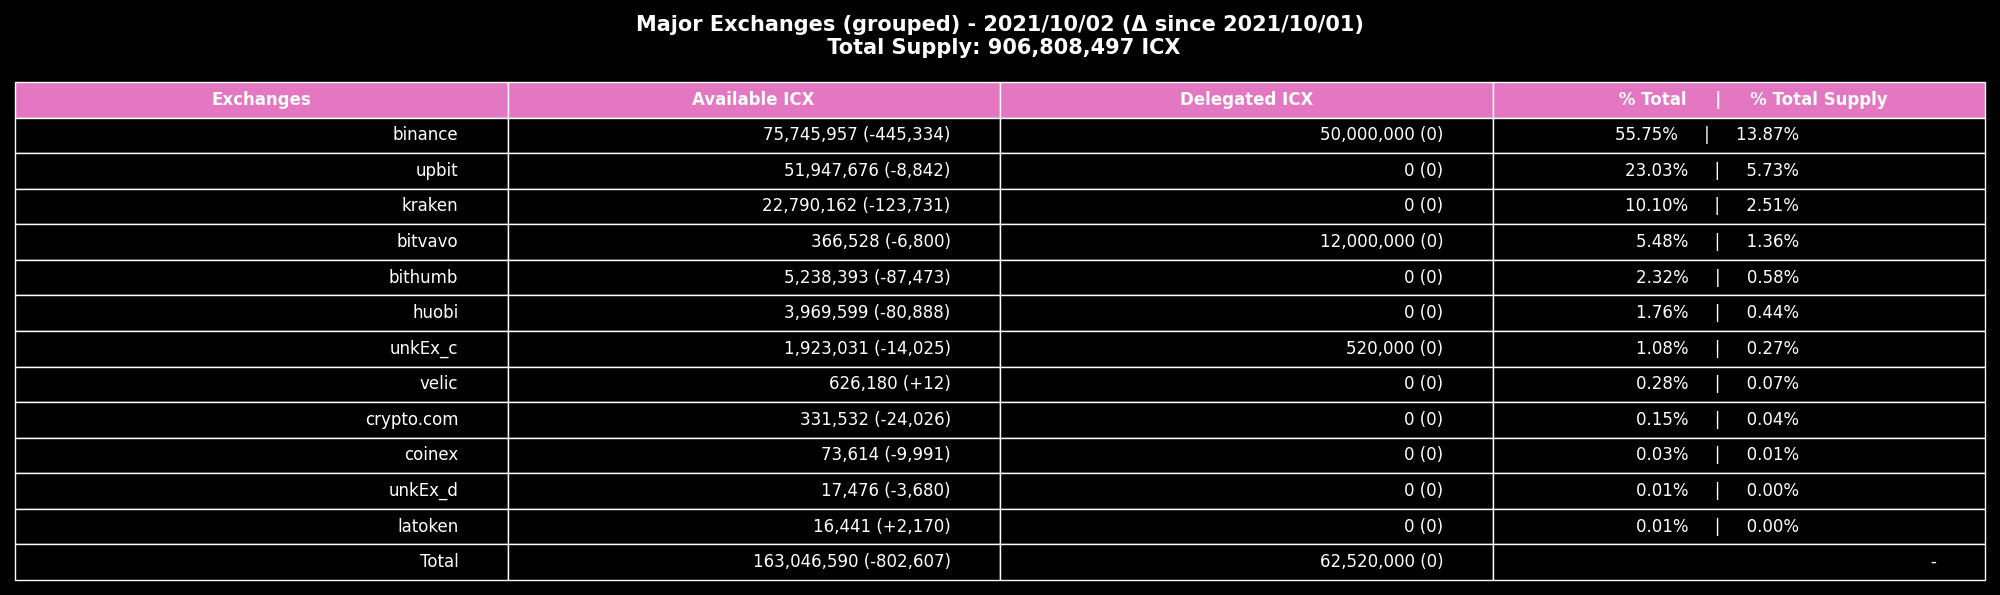 Major Exchanges (grouped) - 2021/10/02 (Δ since 2021/10/01)
Total Supply: 906,808,497 ICX
Exchanges Available ICX Delegated ICX % Total | % Total Supply
binance 75,745,957 (-445,334) 50,000,000 (0) 55.75% | 13.87%
upbit 51,947,676 (-8,842) 0 (0) 23.03% | 5.73%
kraken 22,790,162 (-123,731) 0 (0) 10.10% | 2.51%
bitvavo 366,528 (-6,800) 12,000,000 (0) 5.48% | 1.36%
bithumb 5,238,393 (-87,473) 0 (0) 2.32% | 0.58%
huobi 3,969,599 (-80,888) 0 (0) 1.76% | 0.44%
unkEx_c 1,923,031 (-14,025) 520,000 (0) 1.08% | 0.27%
velic 626,180 (+12) 0 (0) 0.28% | 0.07%
crypto.com 331,532 (-24,026) 0 (0) 0.15% | 0.04%
coinex 73,614 (-9,991) 0 (0) 0.03% | 0.01%
unkEx_d 17,476 (-3,680) 0 (0) 0.01% | 0.00%
latoken 16,441 (+2,170) 0 (0) 0.01% | 0.00%
Total 163,046,590 (-802,607) 62,520,000 (0) -